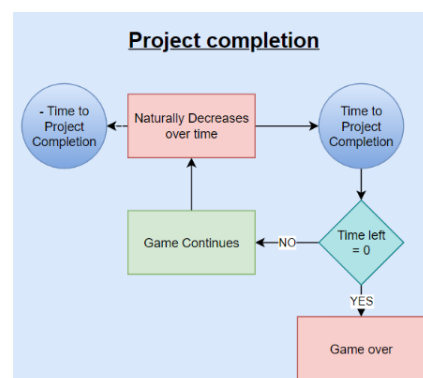 Project completion
- Time to
Project
Completion
Naturally Decreases
over time
Time to
Project
Completion
Game Continues
NO
Time left
= 0
YES
Game over